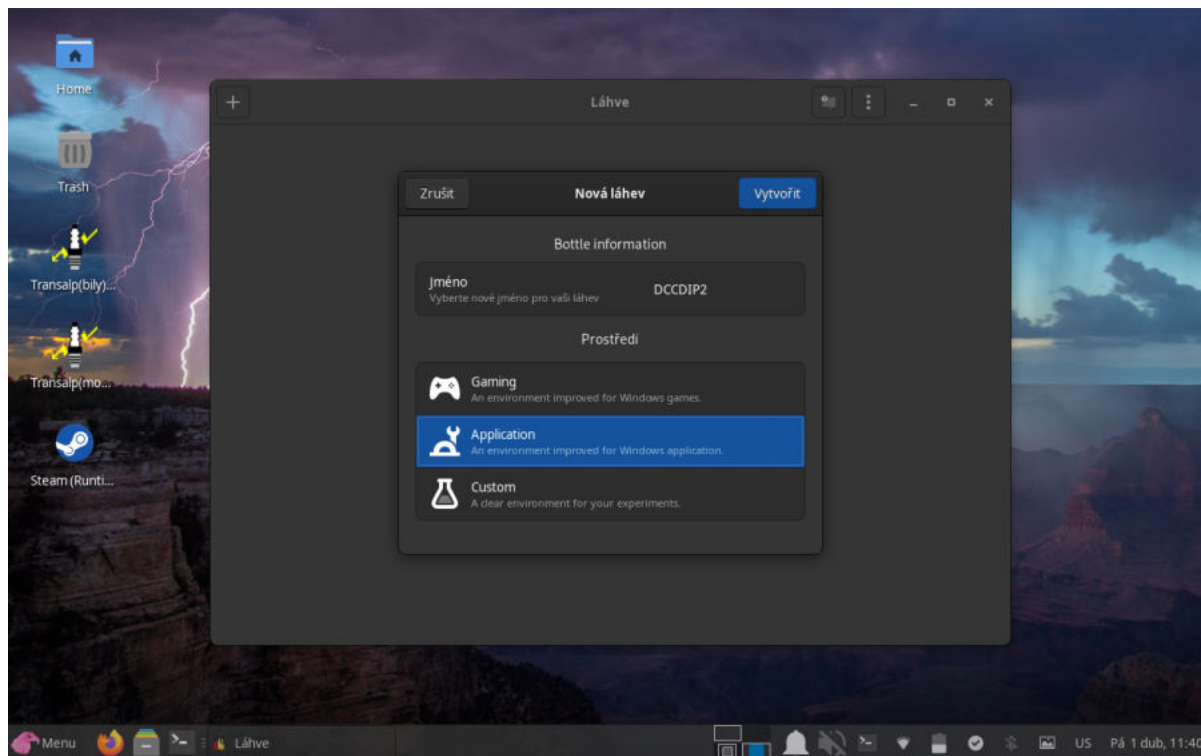 Home
Trash
Transalp(bily)...
Transalp(mo...
Steam (Runti...
Láhve
Zrušit
Nová láhev
Vytvořit
Bottle information
Jméno
Vyberte nové jméno pro vaši láhev
DCCDIP2
Prostředí
Gaming
An environment improved for Windows games.
Application
An environment improved for Windows application.
Custom
A clear environment for your experiments.
Menu
Láhve
US
Pá 1 dub, 11:4